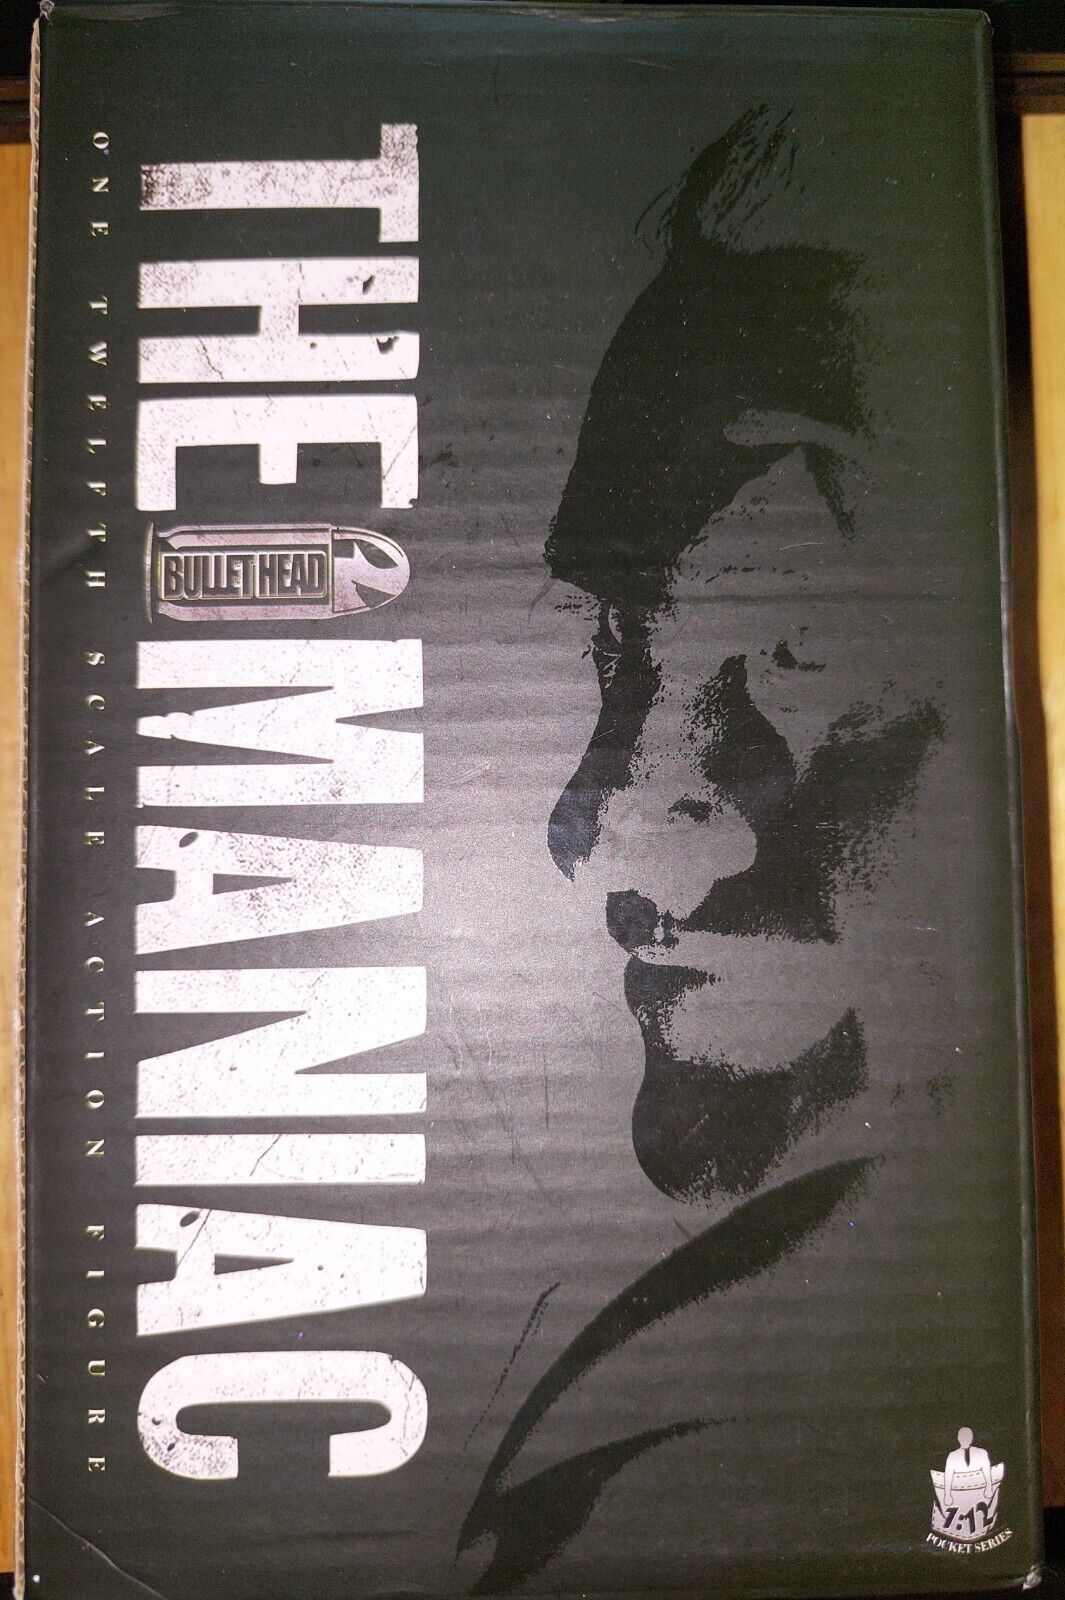 THE BULLET HEAD MANIAC
ONE TWELFTH SCALE ACTION FIGURE
1:12
POCKET SERIES